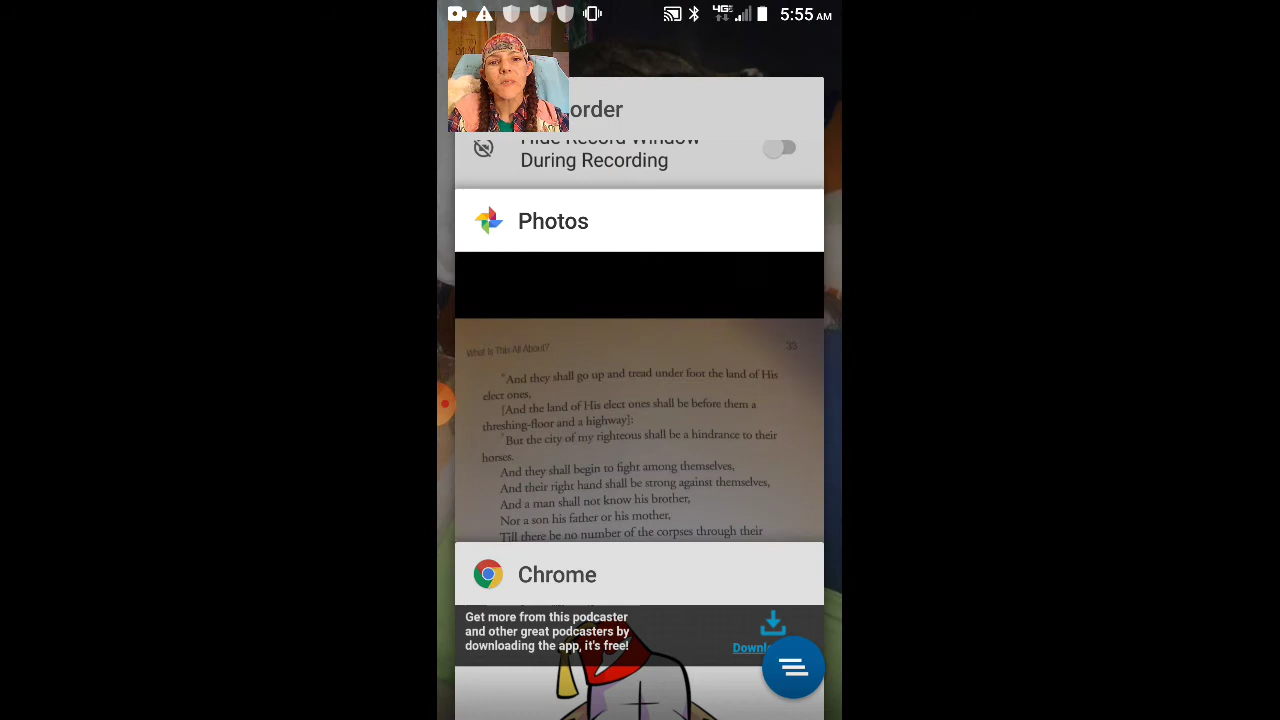 5:55 AM
order
Hide Record Window
During Recording
Photos
What Is This All About? 33
"And they shall go up and tread under foot the land of His
elect ones,
[And the land of His elect ones shall be before them a
threshing-floor and a highway]:
But the city of my righteous shall be a hindrance to their
horses.
And they shall begin to fight among themselves,
And their right hand shall be strong against themselves,
And a man shall not know his brother,
Nor a son his father or his mother,
Till there be no number of the corpses through their
Chrome
Get more from this podcaster
and other great podcasters by
downloading the app, it's free!